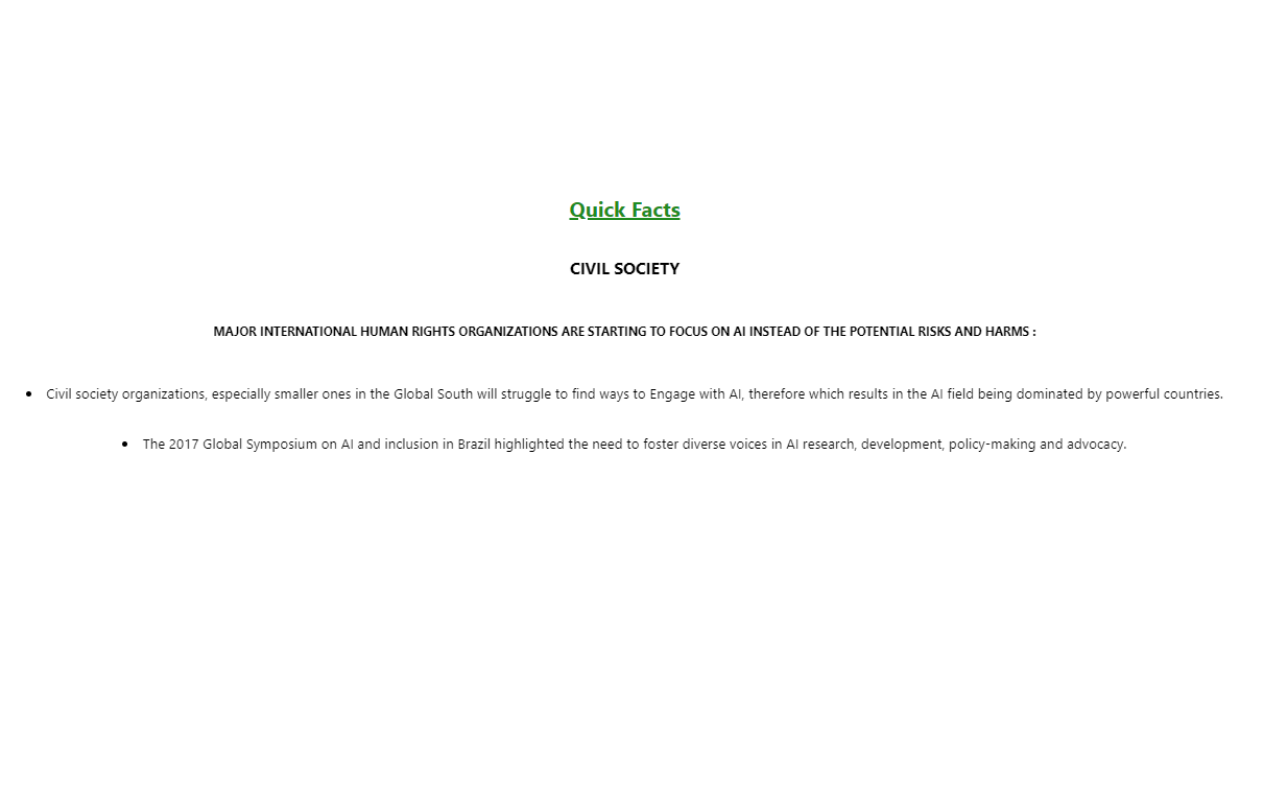 Quick Facts
CIVIL SOCIETY
MAJOR INTERNATIONAL HUMAN RIGHTS ORGANIZATIONS ARE STARTING TO FOCUS ON AI INSTEAD OF THE POTENTIAL RISKS AND HARMS :
• Civil society organizations, especially smaller ones in the Global South will struggle to find ways to Engage with AI, therefore which results in the AI field being dominated by powerful countries.
• The 2017 Global Symposium on AI and inclusion in Brazil highlighted the need to foster diverse voices in AI research, development, policy-making and advocacy.